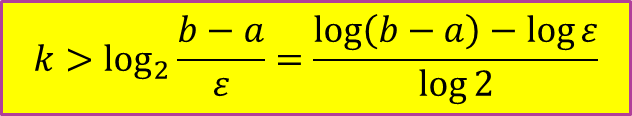 k > log₂ (b − a)/ε = (log(b − a) − log ε)/log 2